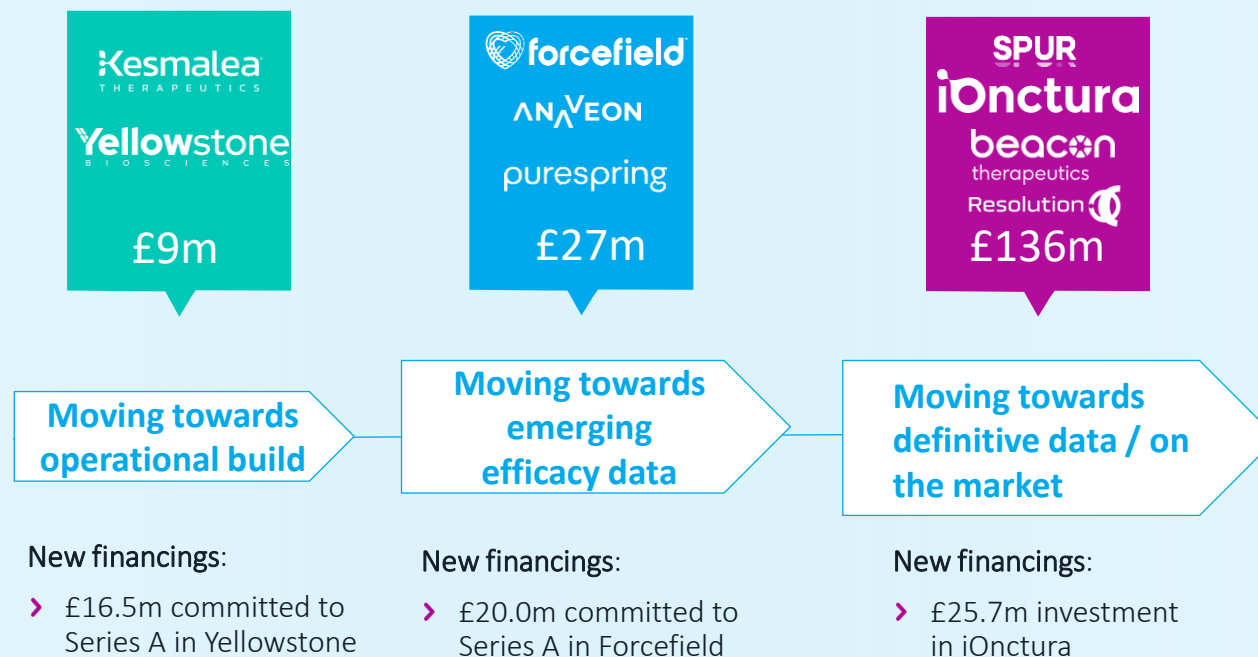 Kesmalea
THERAPEUTICS
Yellowstone
BIOSCIENCES
£9m
forcefield
ANAVEON
purespring
£27m
SPUR
iOnctura
beacon
therapeutics
Resolution
£136m
Moving towards
operational build
Moving towards
emerging
efficacy data
Moving towards
definitive data / on
the market
New financings:
£16.5m committed to
Series A in Yellowstone
New financings:
£20.0m committed to
Series A in Forcefield
New financings:
£25.7m investment
in iOnctura